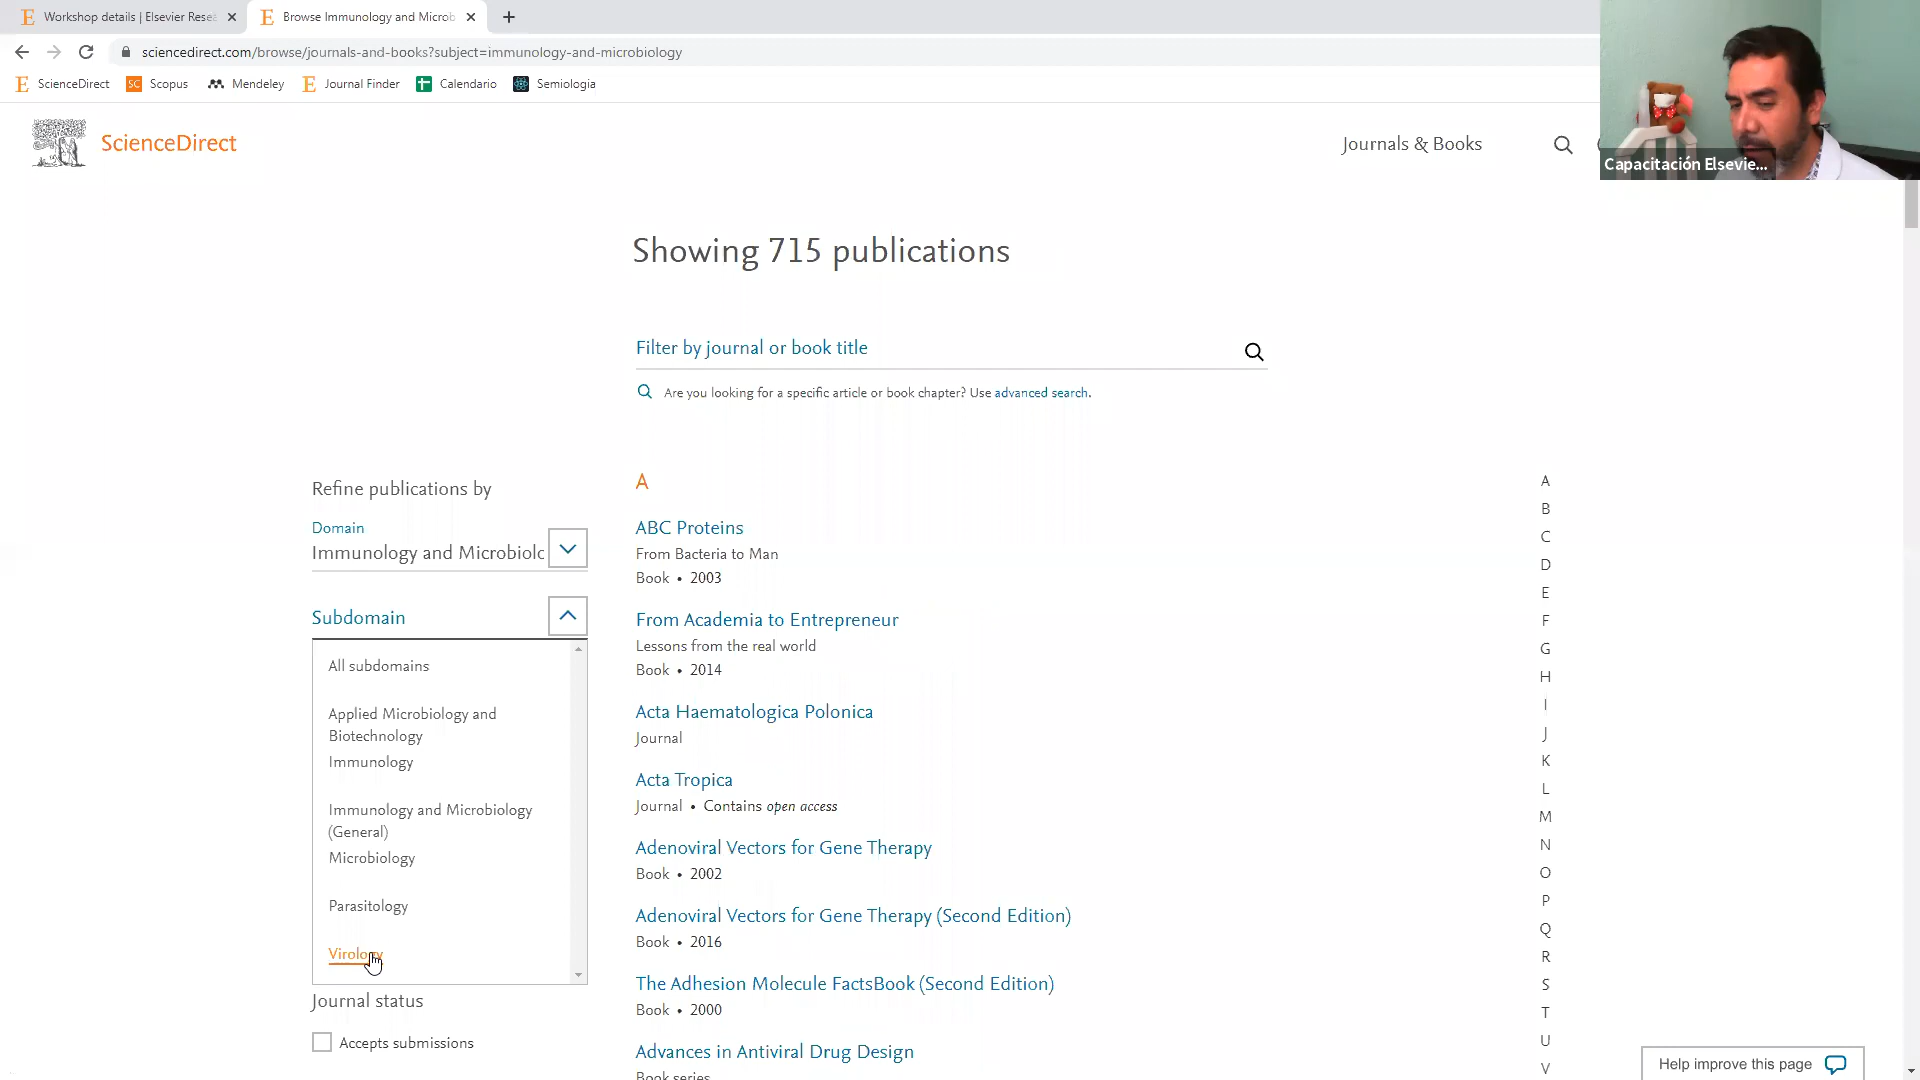 Workshop details | Elsevier Resea
Browse Immunology and Microb
sciencedirect.com/browse/journals-and-books?subject=immunology-and-microbiology
ScienceDirect
Scopus
Mendeley
Journal Finder
Calendario
Semiologia
ScienceDirect
Journals & Books
Capacitación Elsevie...
Showing 715 publications
Filter by journal or book title
Are you looking for a specific article or book chapter? Use advanced search.
Refine publications by
Domain
Immunology and Microbiolo
Subdomain
All subdomains
Applied Microbiology and
Biotechnology
Immunology
Immunology and Microbiology
(General)
Microbiology
Parasitology
Virology
Journal status
Accepts submissions
A
ABC Proteins
From Bacteria to Man
Book • 2003
From Academia to Entrepreneur
Lessons from the real world
Book • 2014
Acta Haematologica Polonica
Journal
Acta Tropica
Journal • Contains open access
Adenoviral Vectors for Gene Therapy
Book • 2002
Adenoviral Vectors for Gene Therapy (Second Edition)
Book • 2016
The Adhesion Molecule FactsBook (Second Edition)
Book • 2000
Advances in Antiviral Drug Design
Book series
A
B
C
D
E
F
G
H
I
J
K
L
M
N
O
P
Q
R
S
T
U
V
Help improve this page